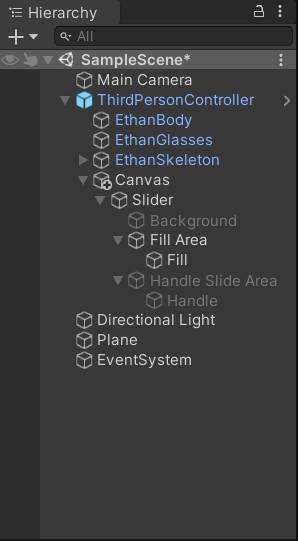 Hierarchy
All
SampleScene*
Main Camera
ThirdPersonController
EthanBody
EthanGlasses
EthanSkeleton
Canvas
Slider
Background
Fill Area
Fill
Handle Slide Area
Handle
Directional Light
Plane
EventSystem